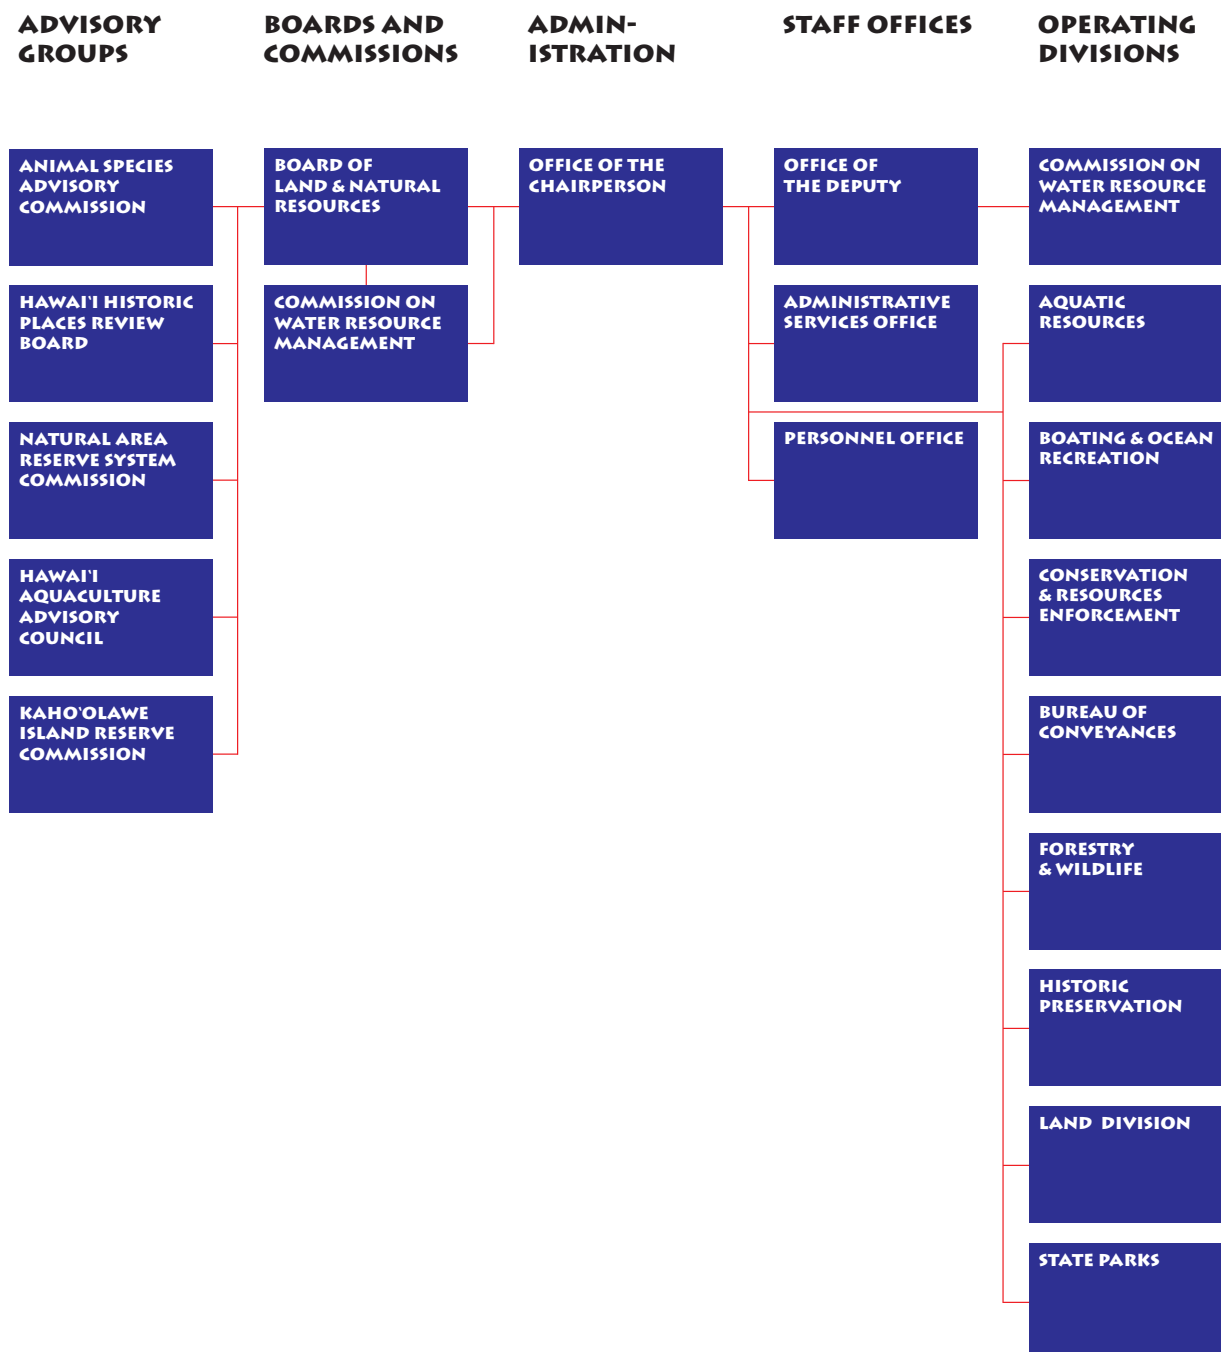 ADVISORY
GROUPS
BOARDS AND
COMMISSIONS
ADMIN-
ISTRATION
STAFF OFFICES
OPERATING
DIVISIONS
ANIMAL SPECIES
ADVISORY
COMMISSION
HAWAI'I HISTORIC
PLACES REVIEW
BOARD
NATURAL AREA
RESERVE SYSTEM
COMMISSION
HAWAI'I
AQUACULTURE
ADVISORY
COUNCIL
KAHO'OLAWE
ISLAND RESERVE
COMMISSION
BOARD OF
LAND & NATURAL
RESOURCES
COMMISSION ON
WATER RESOURCE
MANAGEMENT
OFFICE OF THE
CHAIRPERSON
OFFICE OF
THE DEPUTY
ADMINISTRATIVE
SERVICES OFFICE
PERSONNEL OFFICE
COMMISSION ON
WATER RESOURCE
MANAGEMENT
AQUATIC
RESOURCES
BOATING & OCEAN
RECREATION
CONSERVATION
& RESOURCES
ENFORCEMENT
BUREAU OF
CONVEYANCES
FORESTRY
& WILDLIFE
HISTORIC
PRESERVATION
LAND DIVISION
STATE PARKS